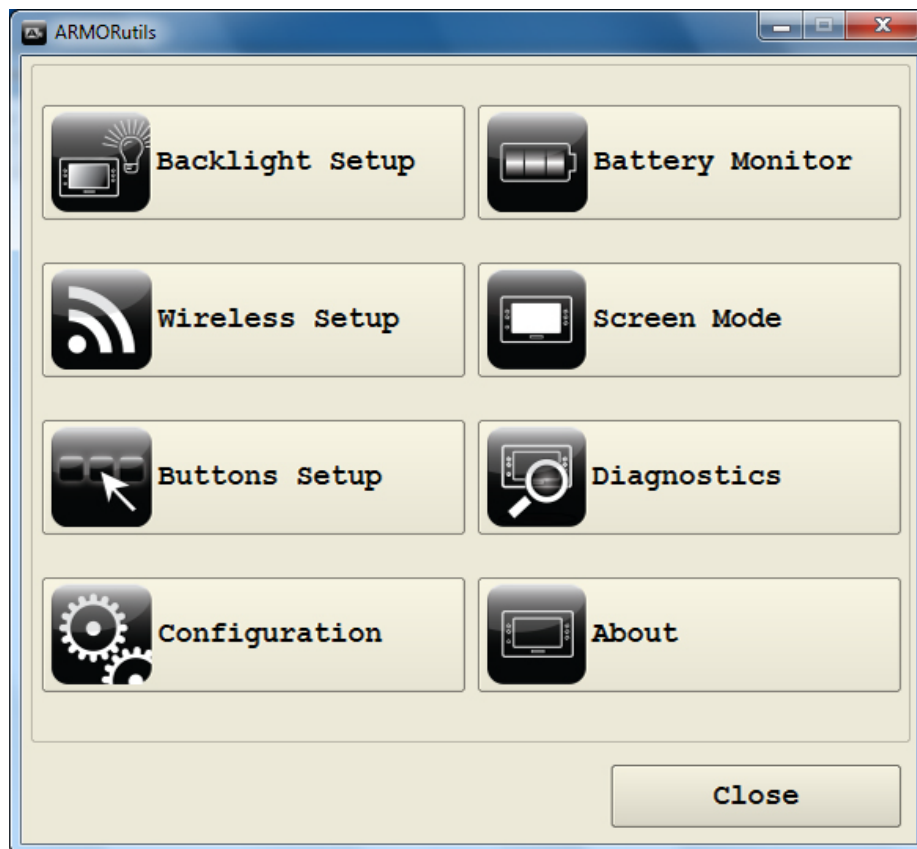 ARMORutils
Backlight Setup
Battery Monitor
Wireless Setup
Screen Mode
Buttons Setup
Diagnostics
Configuration
About
Close